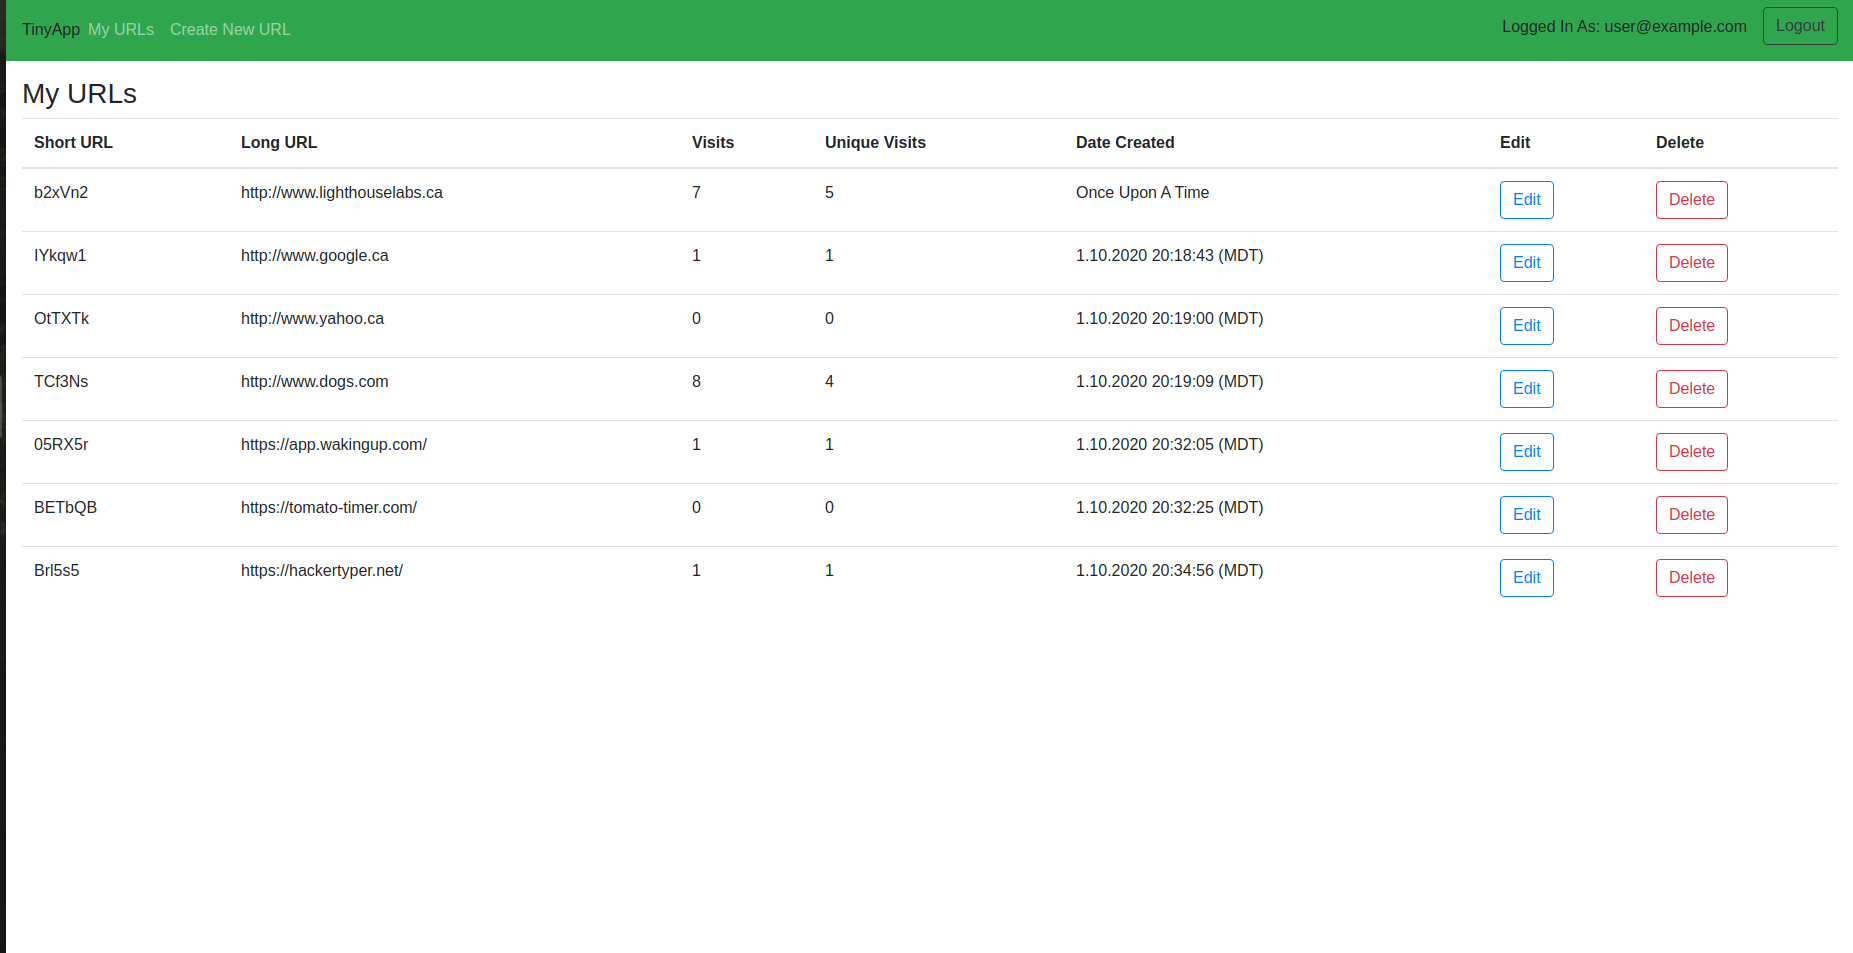 TinyApp My URLs Create New URL Logged In As: user@example.com Logout
My URLs
Short URL Long URL Visits Unique Visits Date Created Edit Delete
b2xVn2 http://www.lighthouselabs.ca 7 5 Once Upon A Time Edit Delete
IYkqw1 http://www.google.ca 1 1 1.10.2020 20:18:43 (MDT) Edit Delete
OtTXTk http://www.yahoo.ca 0 0 1.10.2020 20:19:00 (MDT) Edit Delete
TCf3Ns http://www.dogs.com 8 4 1.10.2020 20:19:09 (MDT) Edit Delete
05RX5r https://app.wakingup.com/ 1 1 1.10.2020 20:32:05 (MDT) Edit Delete
BETbQB https://tomato-timer.com/ 0 0 1.10.2020 20:32:25 (MDT) Edit Delete
Brl5s5 https://hackertyper.net/ 1 1 1.10.2020 20:34:56 (MDT) Edit Delete